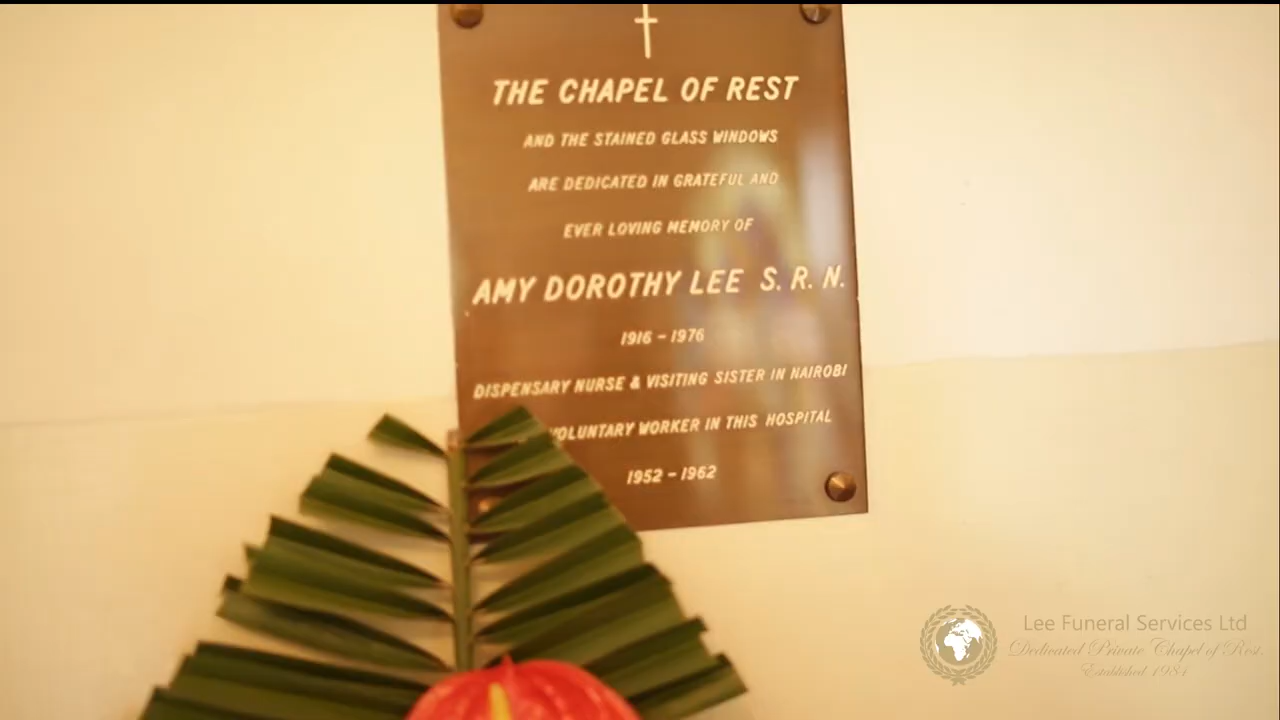 THE CHAPEL OF REST
AND THE STAINED GLASS WINDOWS
ARE DEDICATED IN GRATEFUL AND
EVER LOVING MEMORY OF
AMY DOROTHY LEE S. R. N.
1916 – 1976
DISPENSARY NURSE & VISITING SISTER IN NAIROBI
VOLUNTARY WORKER IN THIS HOSPITAL
1952 – 1962
Lee Funeral Services Ltd
Dedicated Private Chapel of Rest.
Established 1984